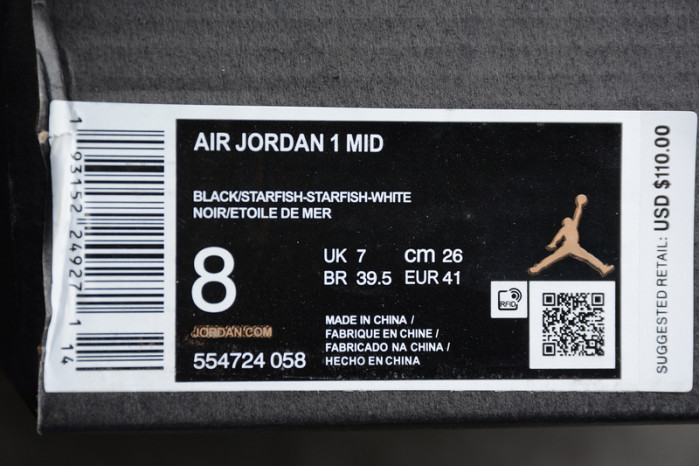 AIR JORDAN 1 MID
BLACK/STARFISH-STARFISH-WHITE
NOIR/ETOILE DE MER
8
UK 7 cm 26
BR 39.5 EUR 41
JORDAN.COM
554724 058
MADE IN CHINA /
FABRIQUE EN CHINE /
FABRICADO NA CHINA /
HECHO EN CHINA
RFID
SUGGESTED RETAIL: USD $110.00
1 93152 24927 1 14